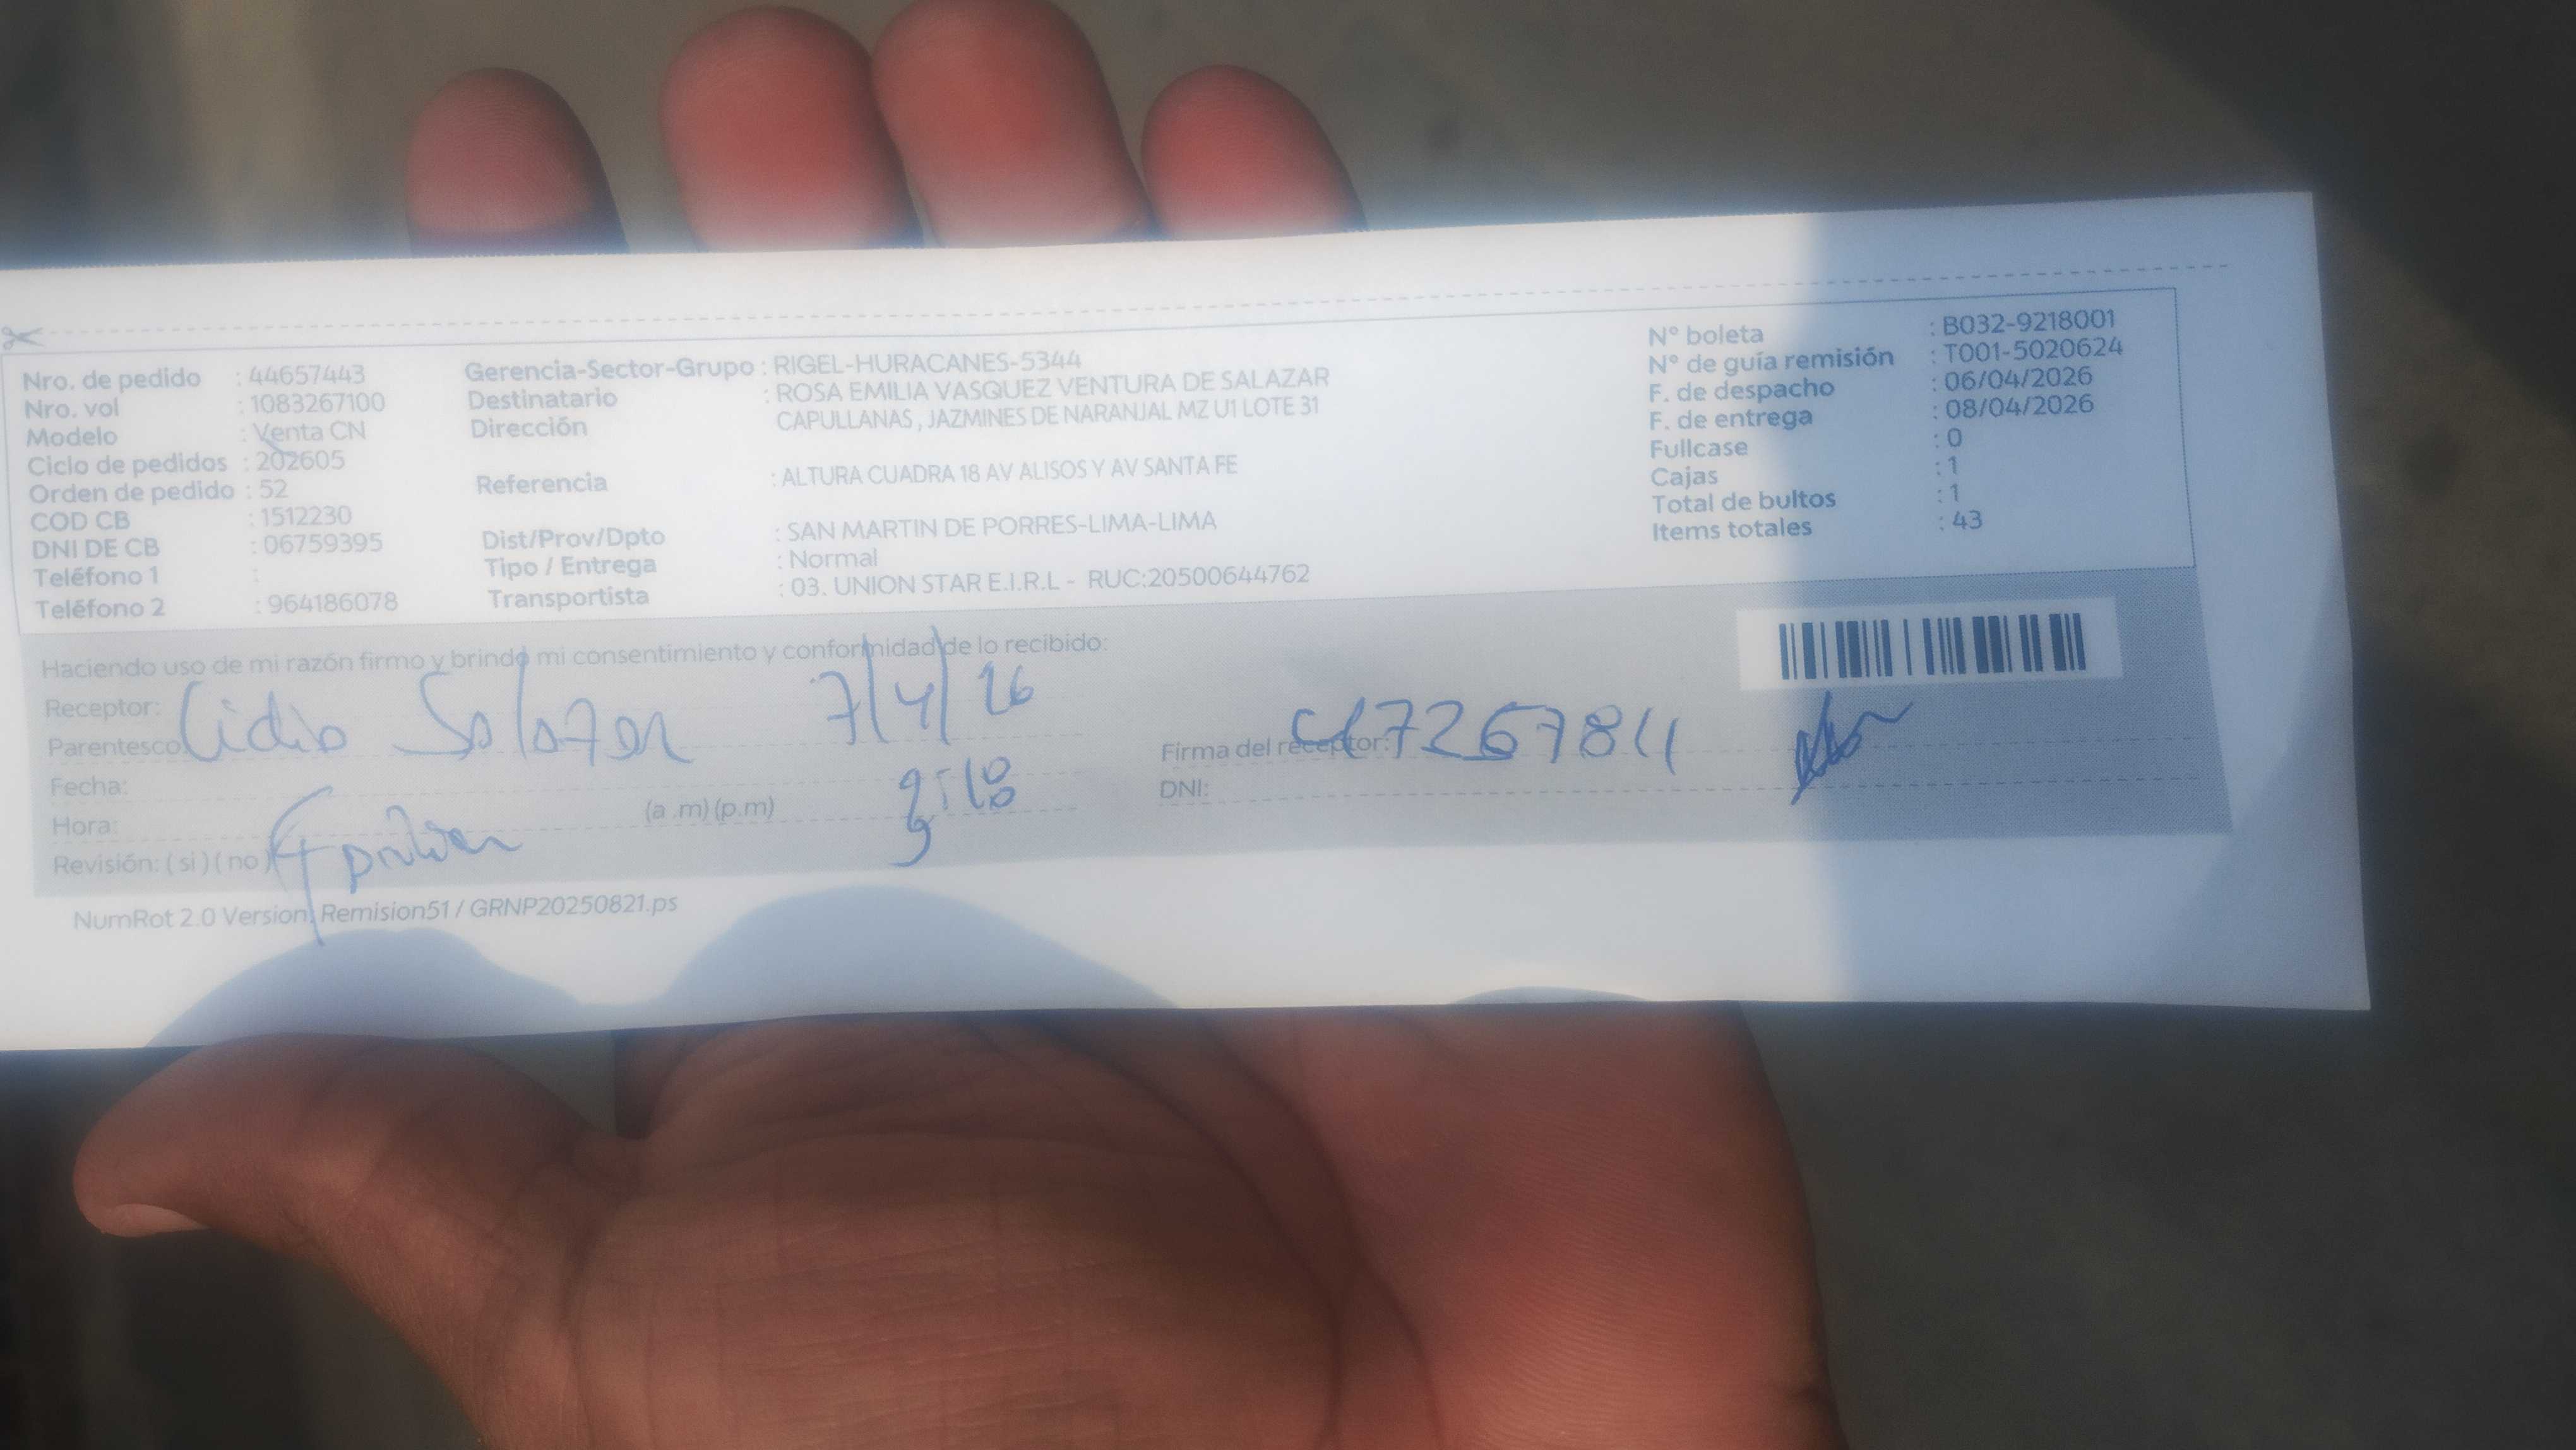 Nro. de pedido : 44657443
Nro. vol : 1083267100
Modelo : Venta CN
Ciclo de pedidos : 202605
Orden de pedido : 52
COD CB : 1512230
DNI DE CB : 06759395
Teléfono 1 :
Teléfono 2 : 964186078
Gerencia-Sector-Grupo : RIGEL-HURACANES-5344
Destinatario : ROSA EMILIA VASQUEZ VENTURA DE SALAZAR
Dirección CAPULLANAS , JAZMINES DE NARANJAL MZ U1 LOTE 31
Referencia : ALTURA CUADRA 18 AV ALISOS Y AV SANTA FE
Dist/Prov/Dpto : SAN MARTIN DE PORRES-LIMA-LIMA
Tipo / Entrega : Normal
Transportista : 03. UNION STAR E.I.R.L - RUC:20500644762
N° boleta : B032-9218001
N° de guía remisión : T001-5020624
F. de despacho : 06/04/2026
F. de entrega : 08/04/2026
Fullcase : 0
Cajas : 1
Total de bultos : 1
Items totales : 43
Haciendo uso de mi razón firmo y brindo mi consentimiento y conformidad de lo recibido:
Receptor: 7/4/26
Parentesco:
Fecha:
Hora: (a .m) (p.m)
Revisión: ( si ) ( no )
Firma del receptor:
DNI:
NumRot 2.0 Version: Remision51 / GRNP20250821.ps